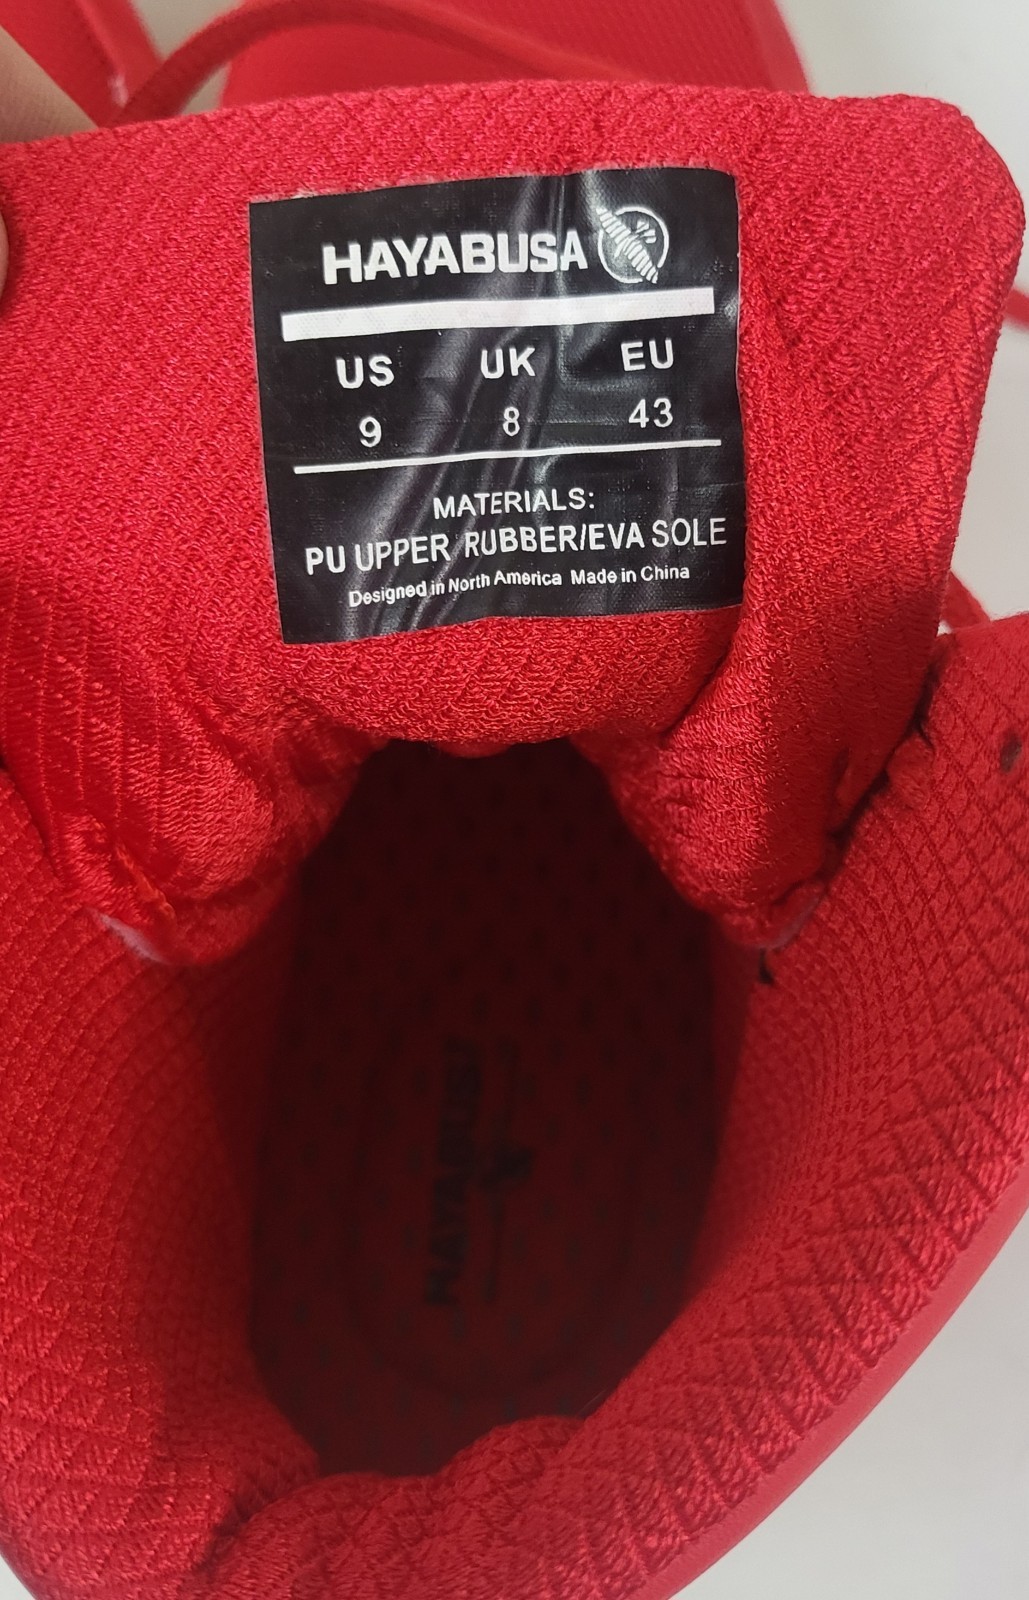 HAYABUSA
US UK EU
9 8 43
MATERIALS:
PU UPPER RUBBER/EVA SOLE
Designed in North America Made in China
HAYABUSA